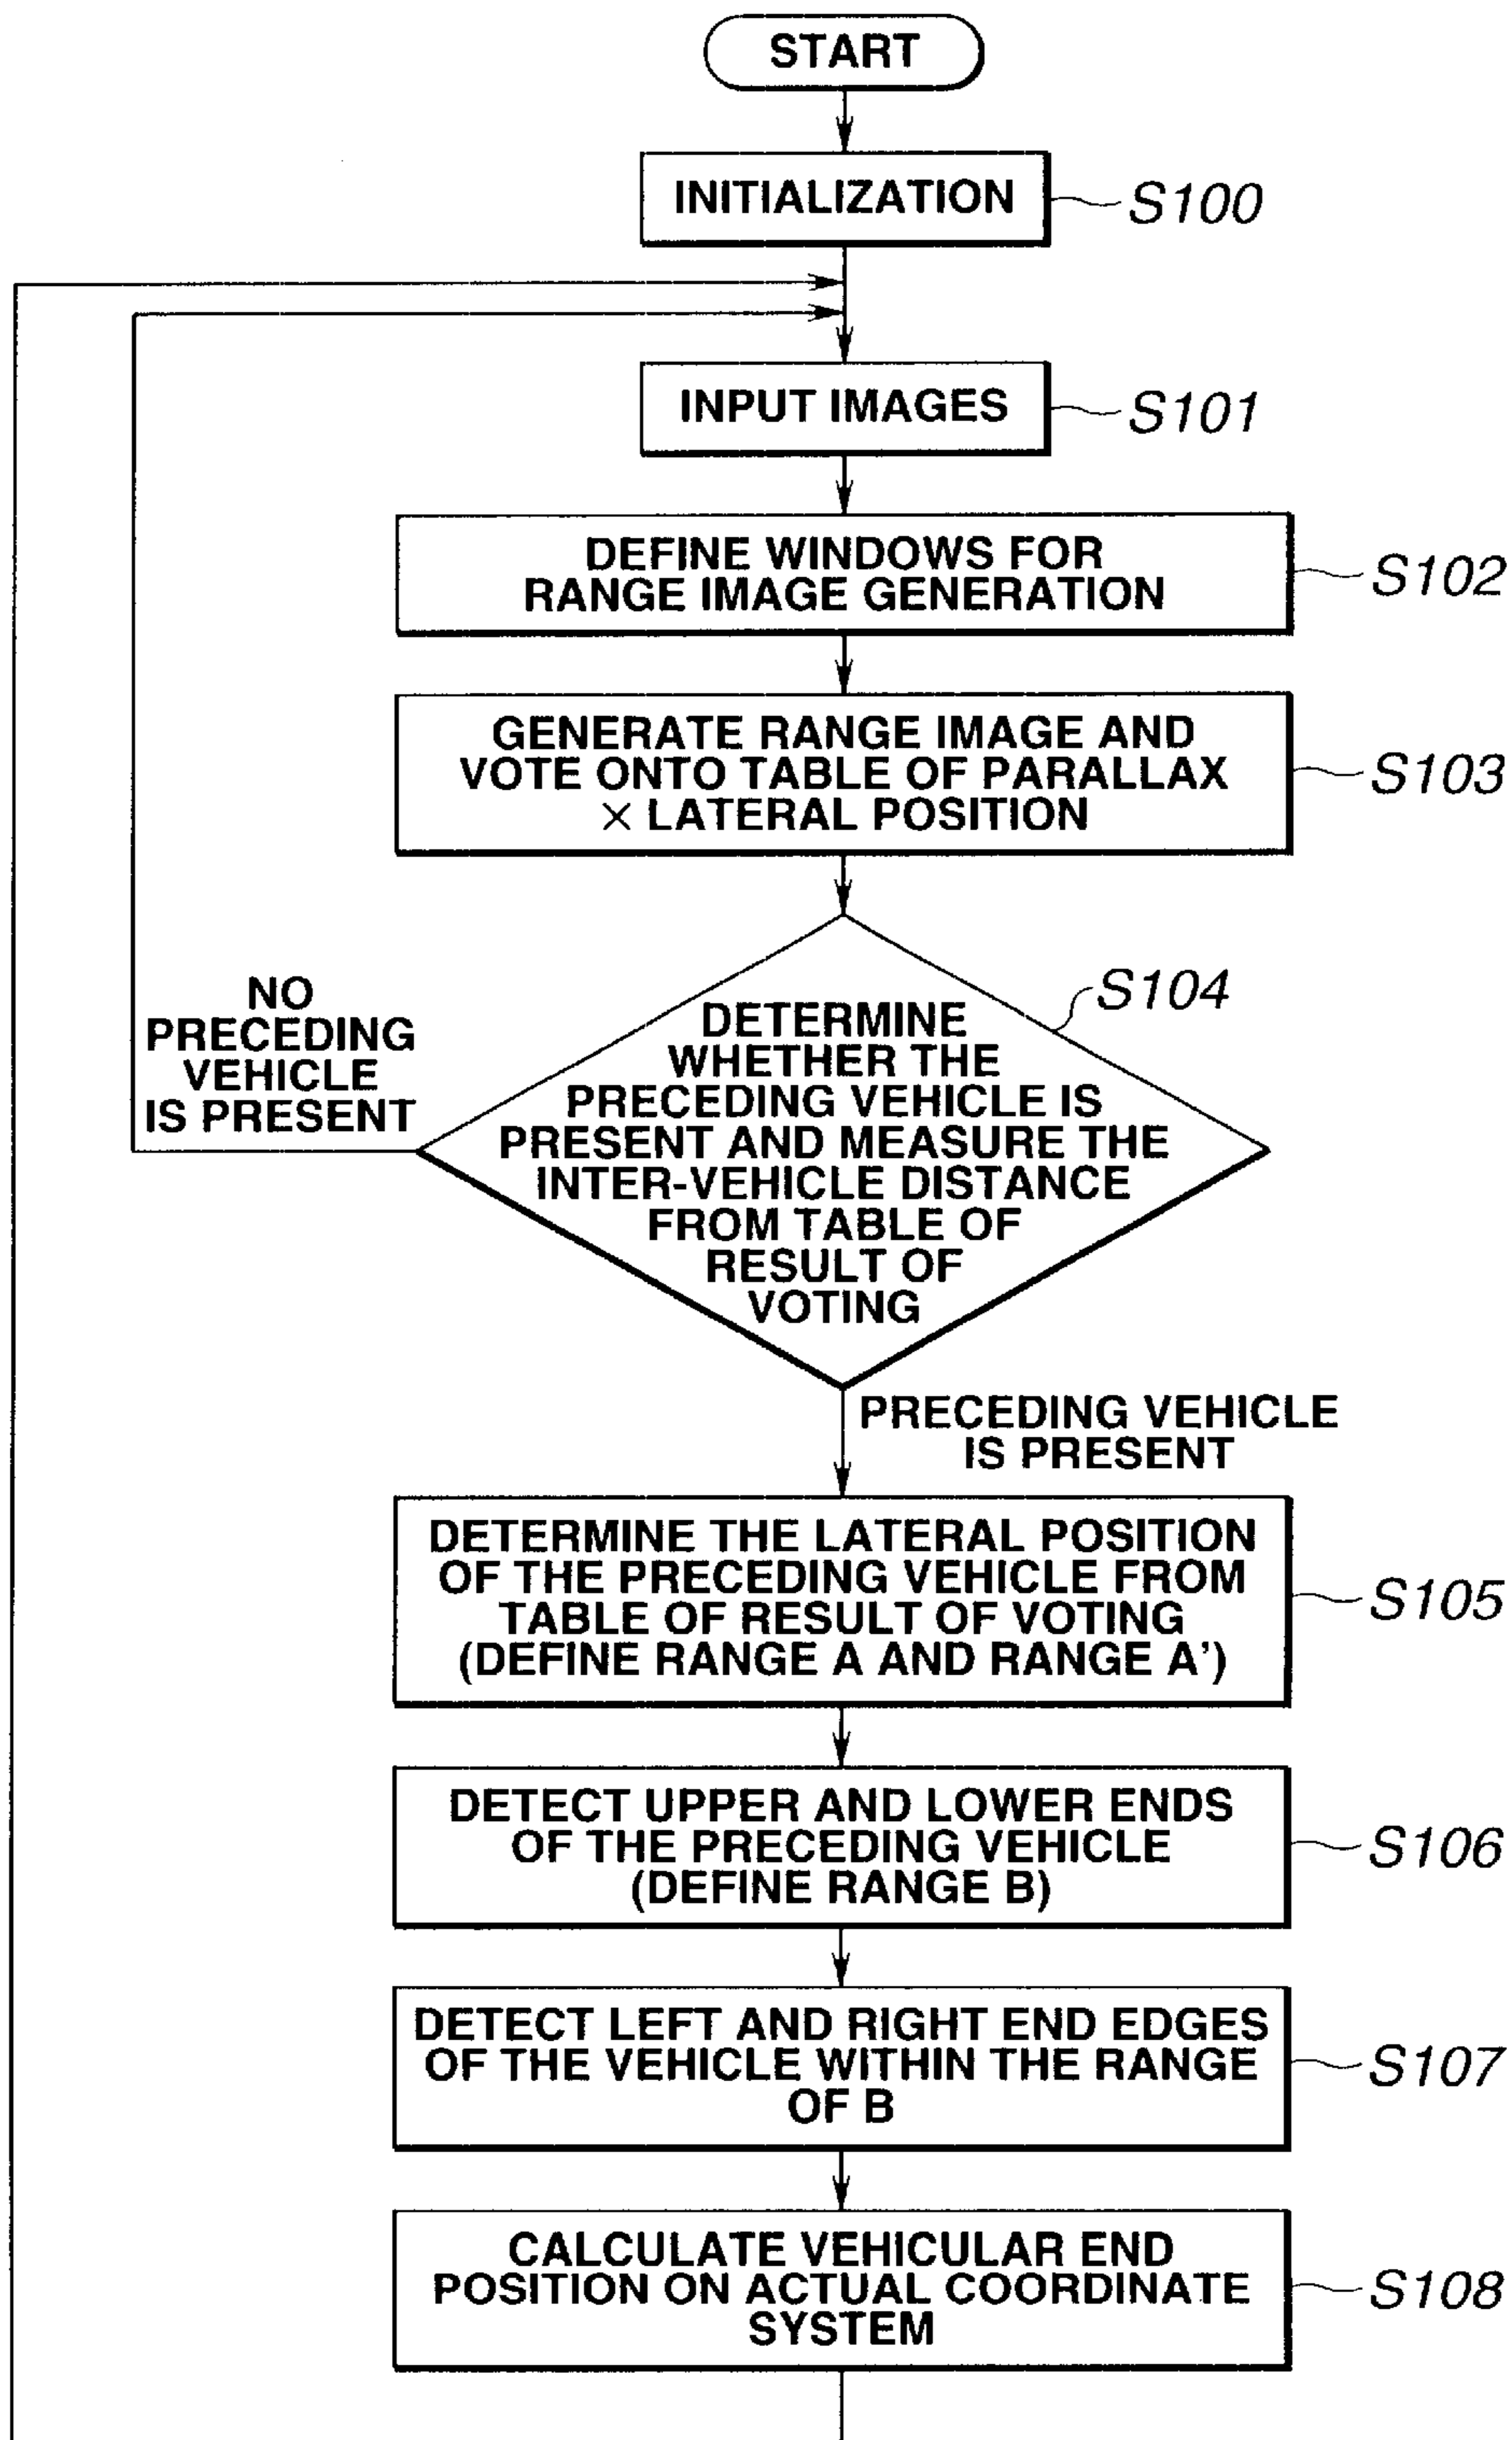 START
INITIALIZATION
S100
INPUT IMAGES
S101
DEFINE WINDOWS FOR
RANGE IMAGE GENERATION
S102
GENERATE RANGE IMAGE AND
VOTE ONTO TABLE OF PARALLAX
× LATERAL POSITION
S103
NO
PRECEDING
VEHICLE
IS PRESENT
S104
DETERMINE
WHETHER THE
PRECEDING VEHICLE IS
PRESENT AND MEASURE THE
INTER-VEHICLE DISTANCE
FROM TABLE OF
RESULT OF
VOTING
PRECEDING VEHICLE
IS PRESENT
DETERMINE THE LATERAL POSITION
OF THE PRECEDING VEHICLE FROM
TABLE OF RESULT OF VOTING
(DEFINE RANGE A AND RANGE A')
S105
DETECT UPPER AND LOWER ENDS
OF THE PRECEDING VEHICLE
(DEFINE RANGE B)
S106
DETECT LEFT AND RIGHT END EDGES
OF THE VEHICLE WITHIN THE RANGE
OF B
S107
CALCULATE VEHICULAR END
POSITION ON ACTUAL COORDINATE
SYSTEM
S108